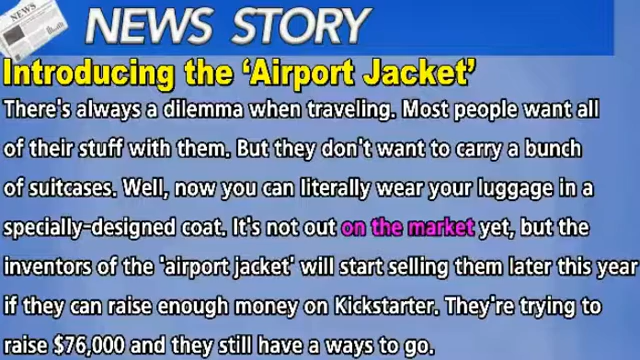 NEWS
NEWS STORY
Introducing the ‘Airport Jacket’
There's always a dilemma when traveling. Most people want all
of their stuff with them. But they don't want to carry a bunch
of suitcases. Well, now you can literally wear your luggage in a
specially-designed coat. It's not out on the market yet, but the
inventors of the 'airport jacket' will start selling them later this year
if they can raise enough money on Kickstarter. They're trying to
raise $76,000 and they still have a ways to go.